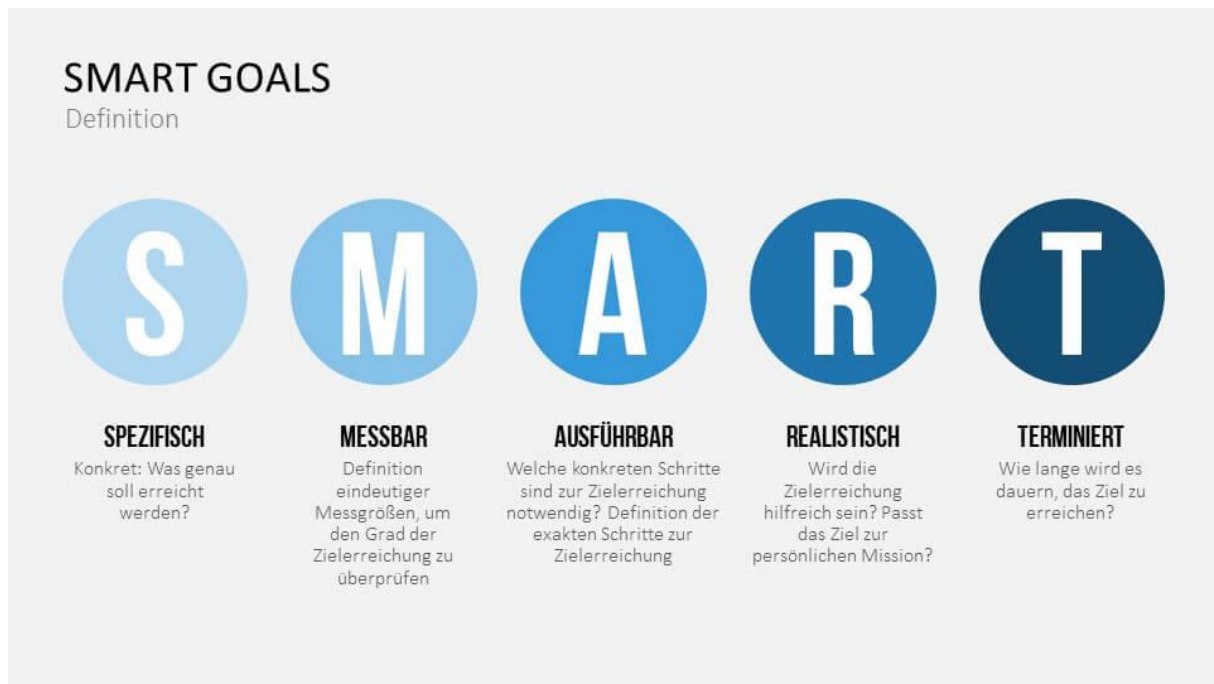 SMART GOALS
Definition
S
M
A
R
T
SPEZIFISCH
Konkret: Was genau
soll erreicht
werden?
MESSBAR
Definition
eindeutiger
Messgrößen, um
den Grad der
Zielerreichung zu
überprüfen
AUSFÜHRBAR
Welche konkreten Schritte
sind zur Zielerreichung
notwendig? Definition der
exakten Schritte zur
Zielerreichung
REALISTISCH
Wird die
Zielerreichung
hilfreich sein? Passt
das Ziel zur
persönlichen Mission?
TERMINIERT
Wie lange wird es
dauern, das Ziel zu
erreichen?